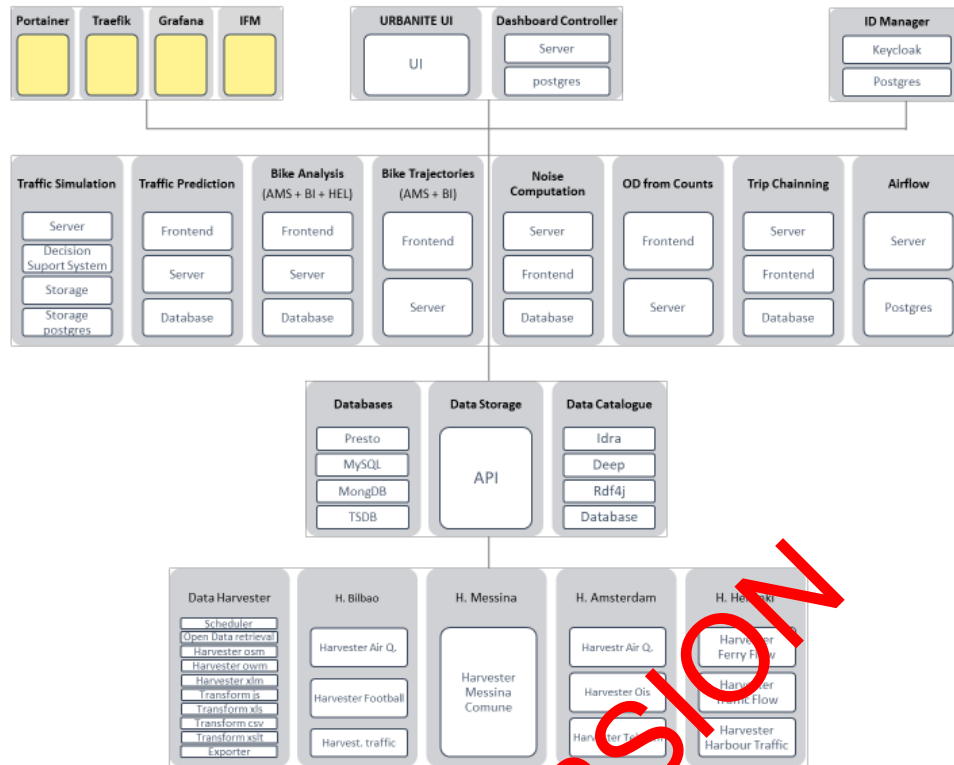 Portainer
Traefik
Grafana
IFM
URBANITE UI
UI
Dashboard Controller
Server
postgres
ID Manager
Keycloak
Postgres
Traffic Simulation
Server
Decision
Suport System
Storage
Storage
postgres
Traffic Prediction
Frontend
Server
Database
Bike Analysis
(AMS + BI + HEL)
Frontend
Server
Database
Bike Trajectories
(AMS + BI)
Frontend
Server
Noise
Computation
Server
Frontend
Database
OD from Counts
Frontend
Server
Trip Chainning
Server
Frontend
Database
Airflow
Server
Postgres
Databases
Presto
MySQL
MongDB
TSDB
Data Storage
API
Data Catalogue
Idra
Deep
Rdf4j
Database
Data Harvester
Scheduler
Open Data retrieval
Harvester osm
Harvester owm
Harvester xlm
Transform js
Transform xls
Transform csv
Transform xslt
Exporter
H. Bilbao
Harvester Air Q,
Harvester Football
Harvest. traffic
H. Messina
Harvester
Messina
Comune
H. Amsterdam
Harvestr Air Q,
Harvester Ois
Harvester
H.
Harvester
Ferry Flow
Flow
Harvester
Harbour Traffic
SION